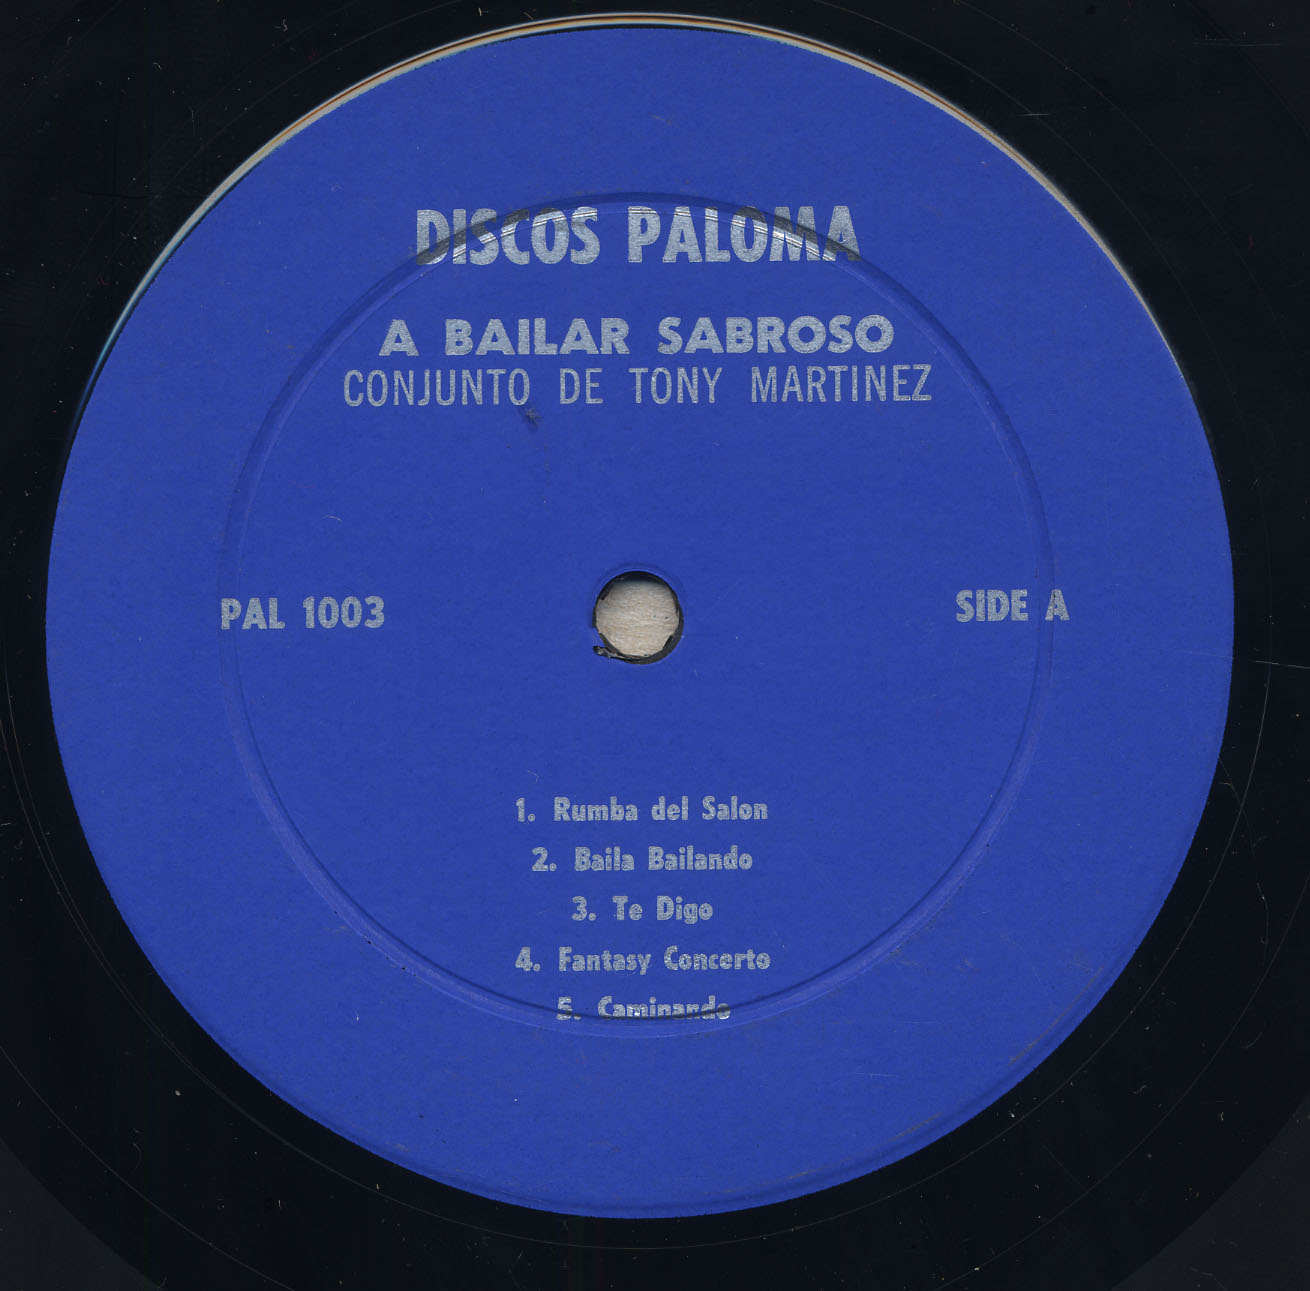 DISCOS PALOMA
A BAILAR SABROSO
CONJUNTO DE TONY MARTINEZ
PAL 1003
SIDE A
1. Rumba del Salon
2. Baila Bailando
3. Te Digo
4. Fantasy Concerto
5. Caminando